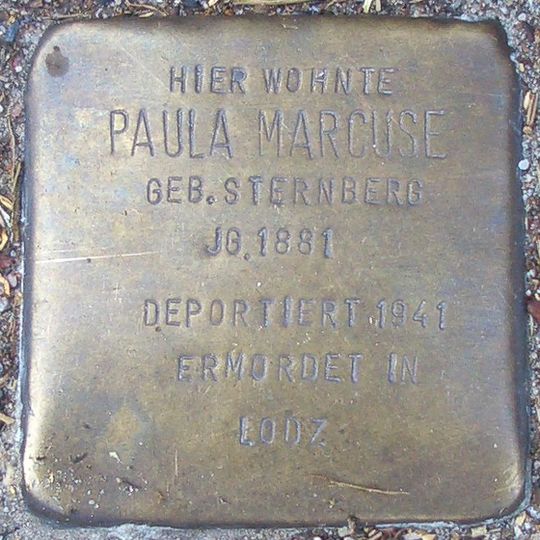 HIER WOHNTE
PAULA MARCUSE
GEB. STERNBERG
JG. 1881
DEPORTIERT 1941
ERMORDET IN
LODZ